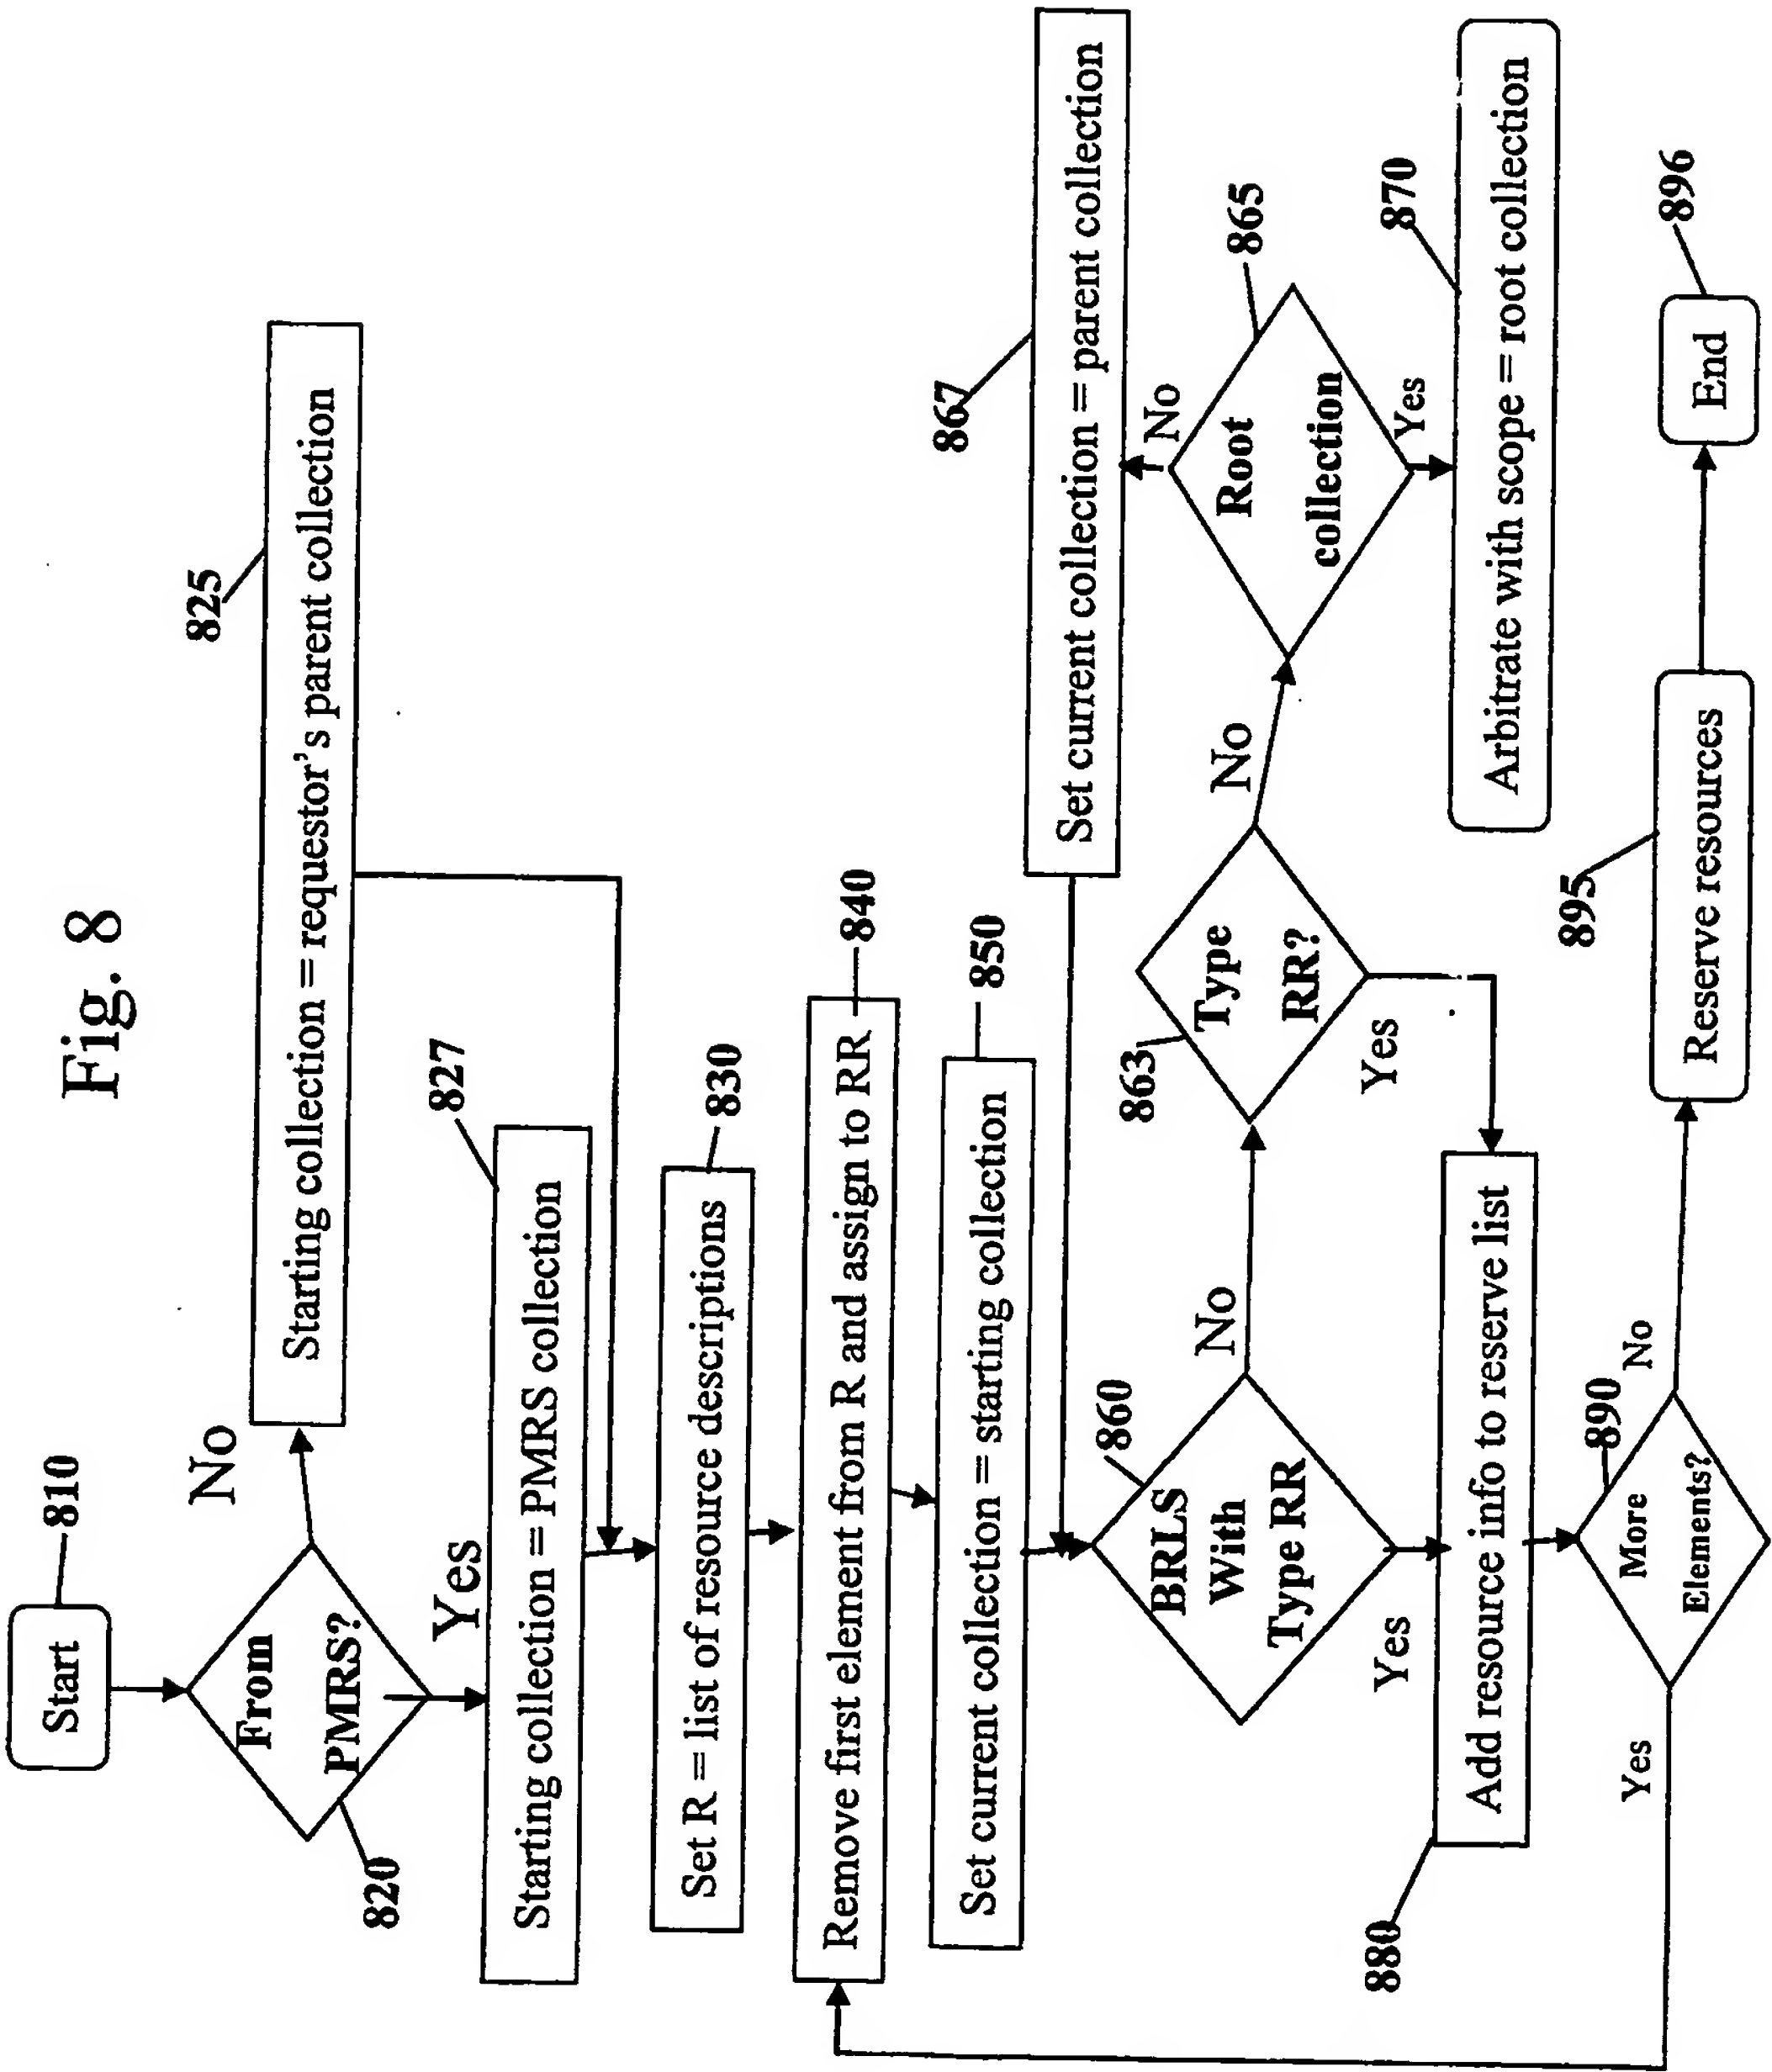 Fig. 8
Start
810
From
PMRS?
820
No
Starting collection = requestor's parent collection
825
Yes
Starting collection = PMRS collection
827
Set R = list of resource descriptions
830
Remove first element from R and assign to RR
840
Set current collection = starting collection
850
BRLS
With
Type RR
860
No
Type
RR?
863
No
Root
collection
865
No
Set current collection = parent collection
867
Yes
Arbitrate with scope = root collection
870
Yes
Yes
Add resource info to reserve list
880
More
Elements?
890
Yes
No
Reserve resources
895
End
896